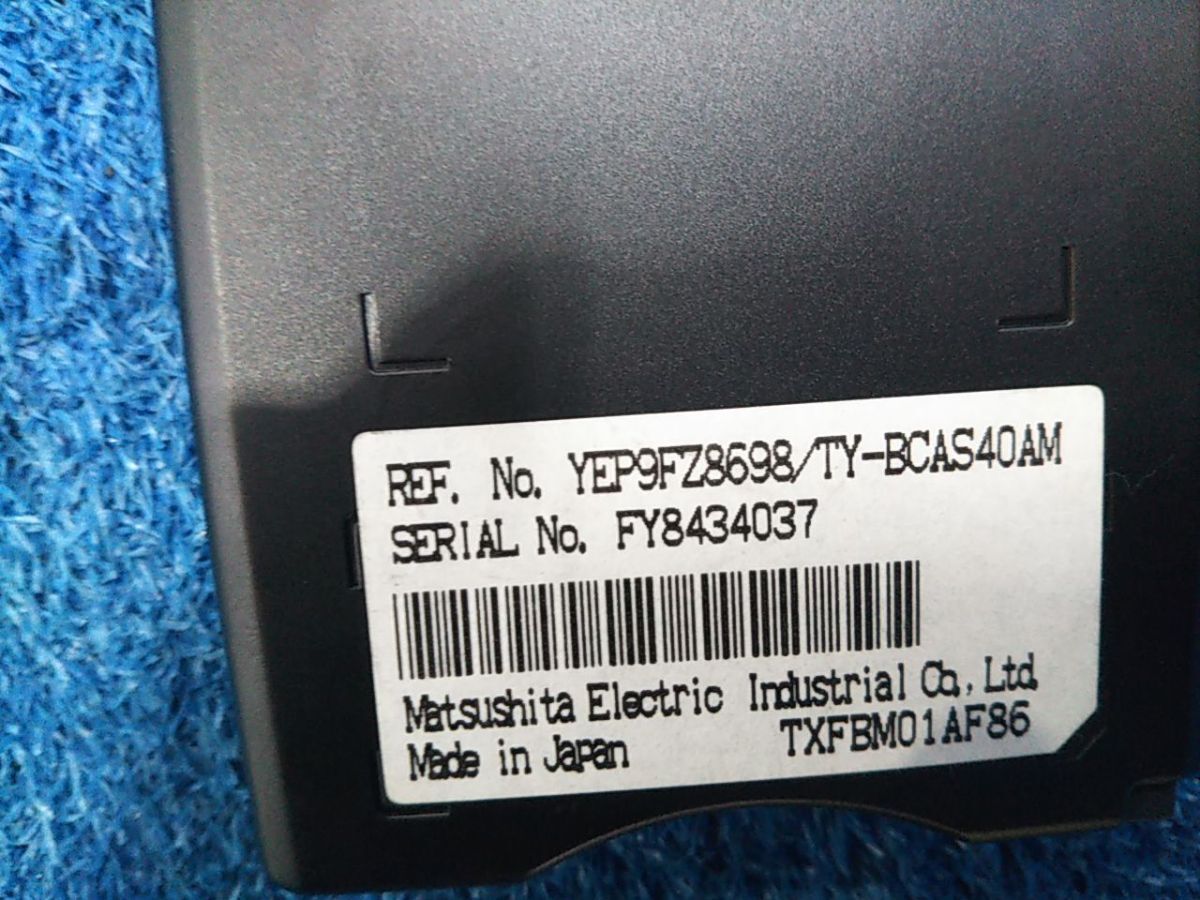 REF. No. YEP9FZ8698/TY-BCAS40AM
SERIAL No. FY8434037
Matsushita Electric Industrial Co., Ltd.
Made in Japan TXFBM01AF86